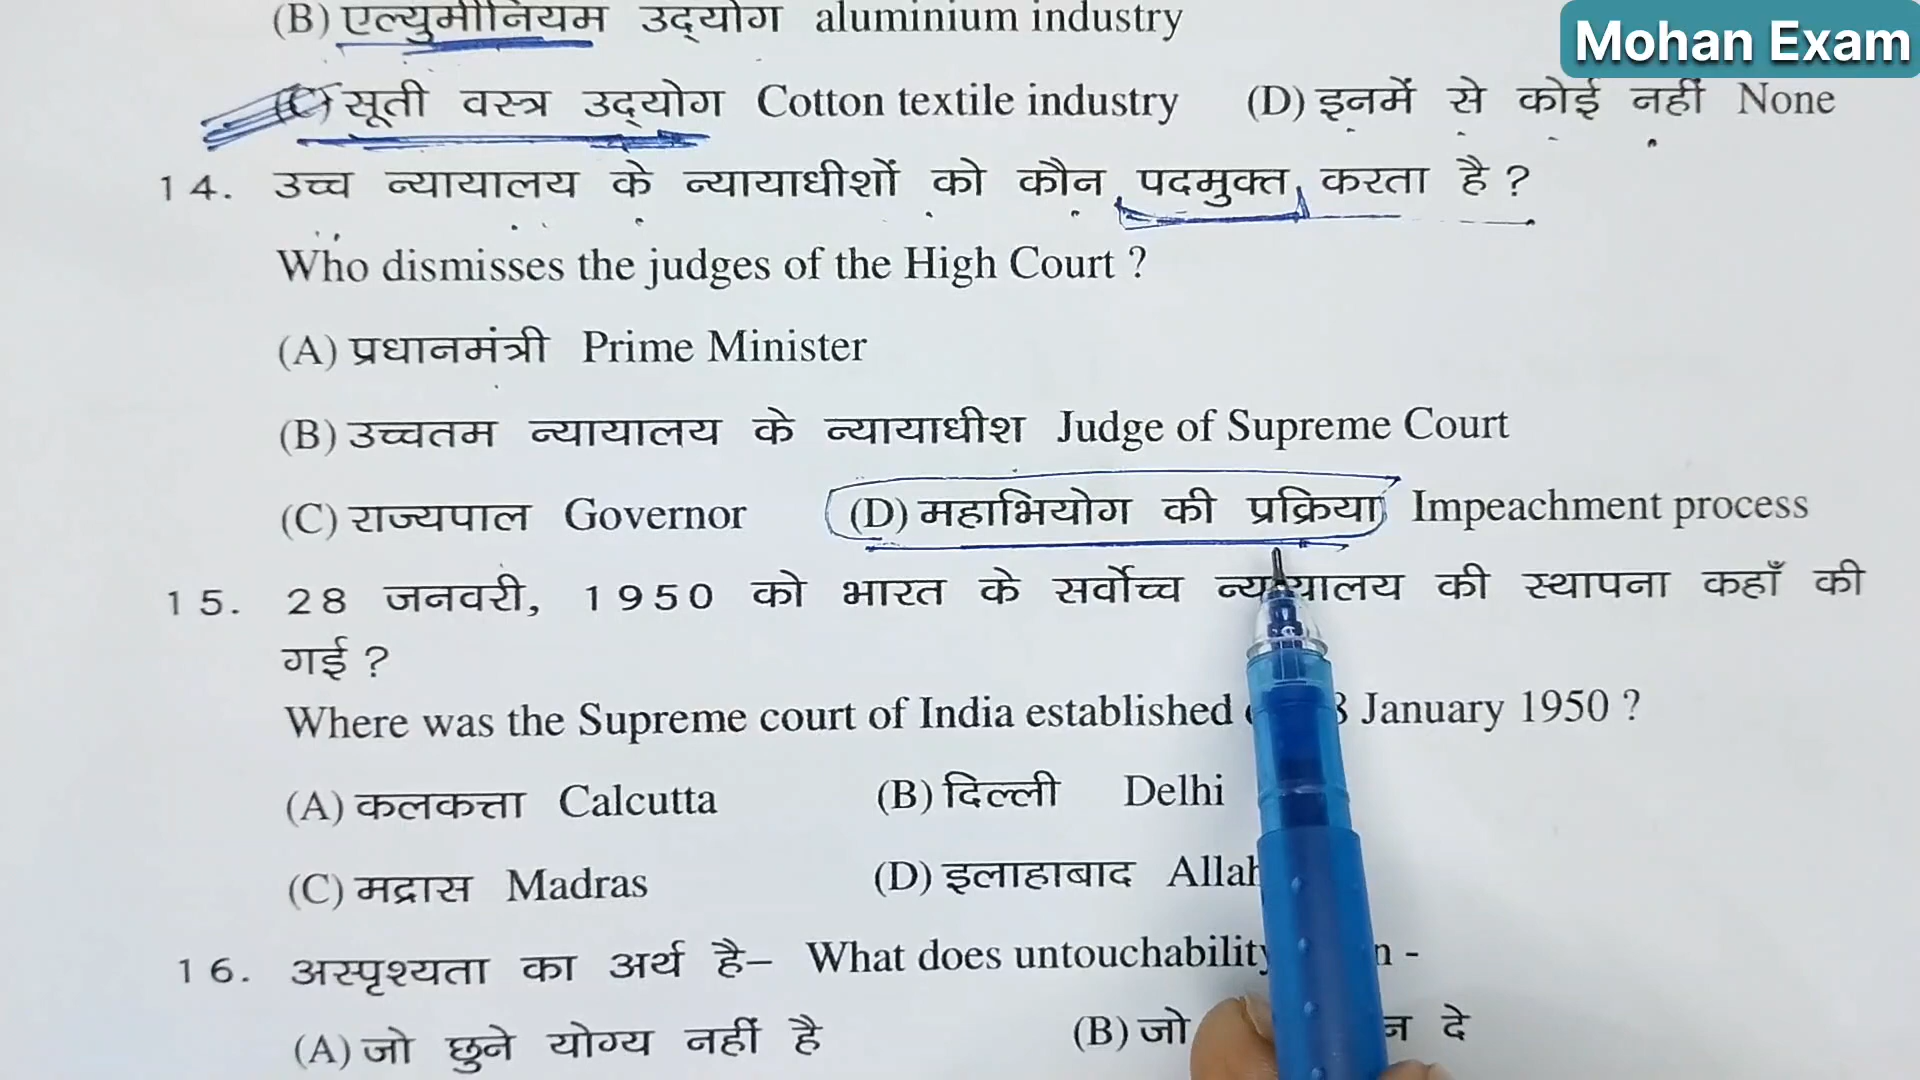 (B) एल्युमीनियम उद्‌योग aluminium industry
Mohan Exam
(C) सूती वस्त्र उद्‌योग Cotton textile industry (D) इनमें से कोई नहीं None
14. उच्च न्यायालय के न्यायाधीशों को कौन पदमुक्त करता है ?
Who dismisses the judges of the High Court ?
(A) प्रधानमंत्री Prime Minister
(B) उच्चतम न्यायालय के न्यायाधीश Judge of Supreme Court
(C) राज्यपाल Governor (D) महाभियोग की प्रक्रिया Impeachment process
15. 28 जनवरी, 1950 को भारत के सर्वोच्च न्यायालय की स्थापना कहाँ की
गई ?
Where was the Supreme court of India established January 1950 ?
(A) कलकत्ता Calcutta (B) दिल्ली Delhi
(C) मद्रास Madras (D) इलाहाबाद
16. अस्पृश्यता का अर्थ है– What does untouchability -
(A) जो छुने योग्य नहीं है (B) जो न दे